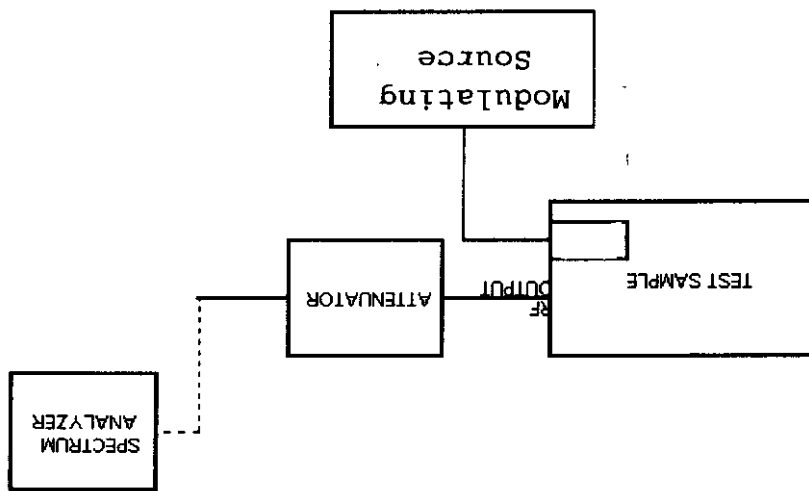 TEST SAMPLE
RF
OUTPUT
ATTENUATOR
SPECTRUM
ANALYZER
Modulating
Source